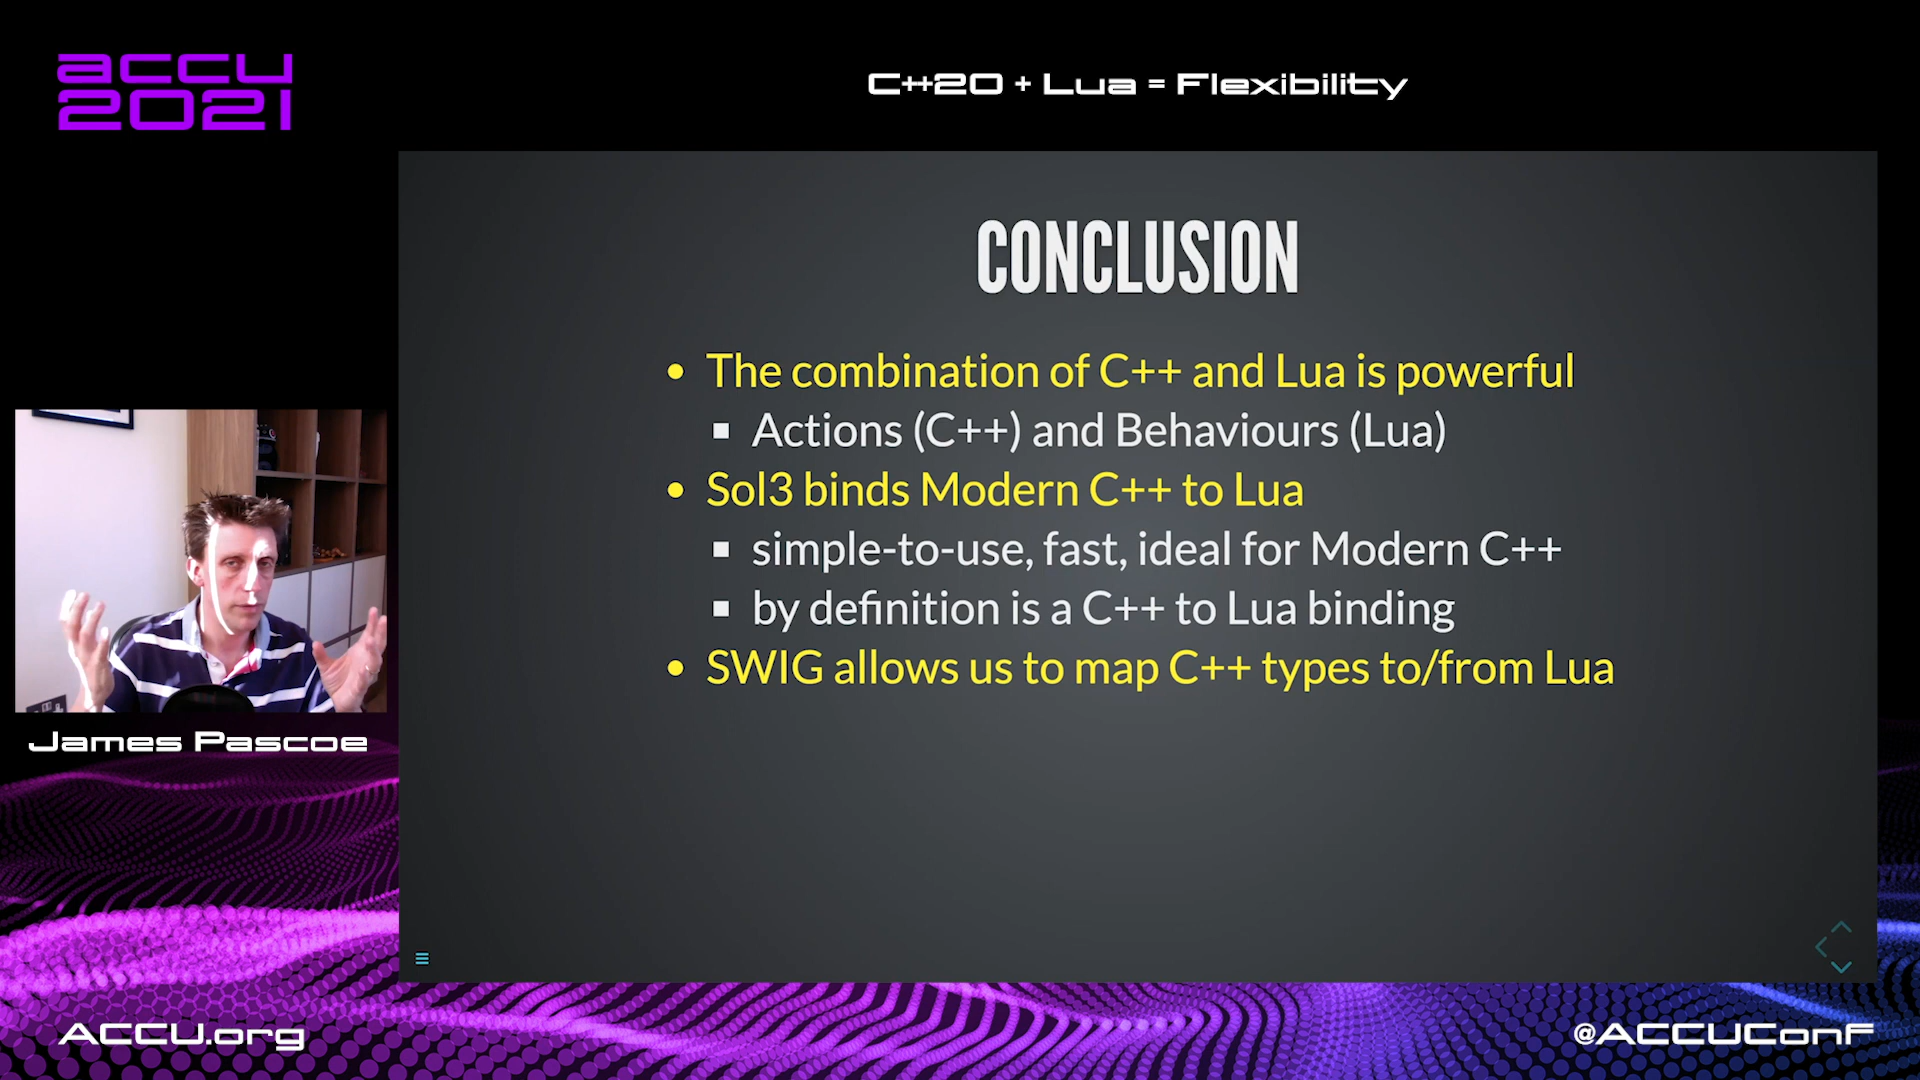 accu
2021
C++20 + Lua = Flexibility
CONCLUSION
• The combination of C++ and Lua is powerful
▪ Actions (C++) and Behaviours (Lua)
• Sol3 binds Modern C++ to Lua
▪ simple-to-use, fast, ideal for Modern C++
▪ by definition is a C++ to Lua binding
• SWIG allows us to map C++ types to/from Lua
James Pascoe
ACCU.org
@ACCUConf